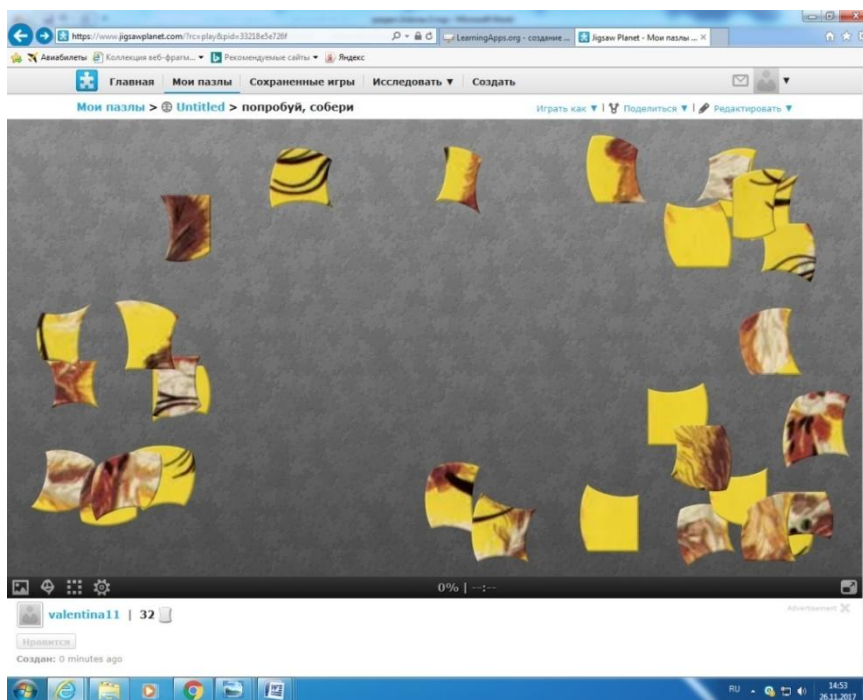 https://www.jigsawplanet.com/?rc=play&pid=33218e5e726f
LearningApps.org - создание ...
Jigsaw Planet - Мои пазлы ...
Авиабилеты
Коллекция веб-фрагм...
Рекомендуемые сайты
Яндекс
Главная Мои пазлы Сохраненные игры Исследовать Создать
Мои пазлы > Untitled > попробуй, собери
Играть как | Поделиться | Редактировать
0% | --:--
valentina11 | 32
Advertisement
Нравится
Создан: 0 minutes ago
RU
14:53
26.11.2017